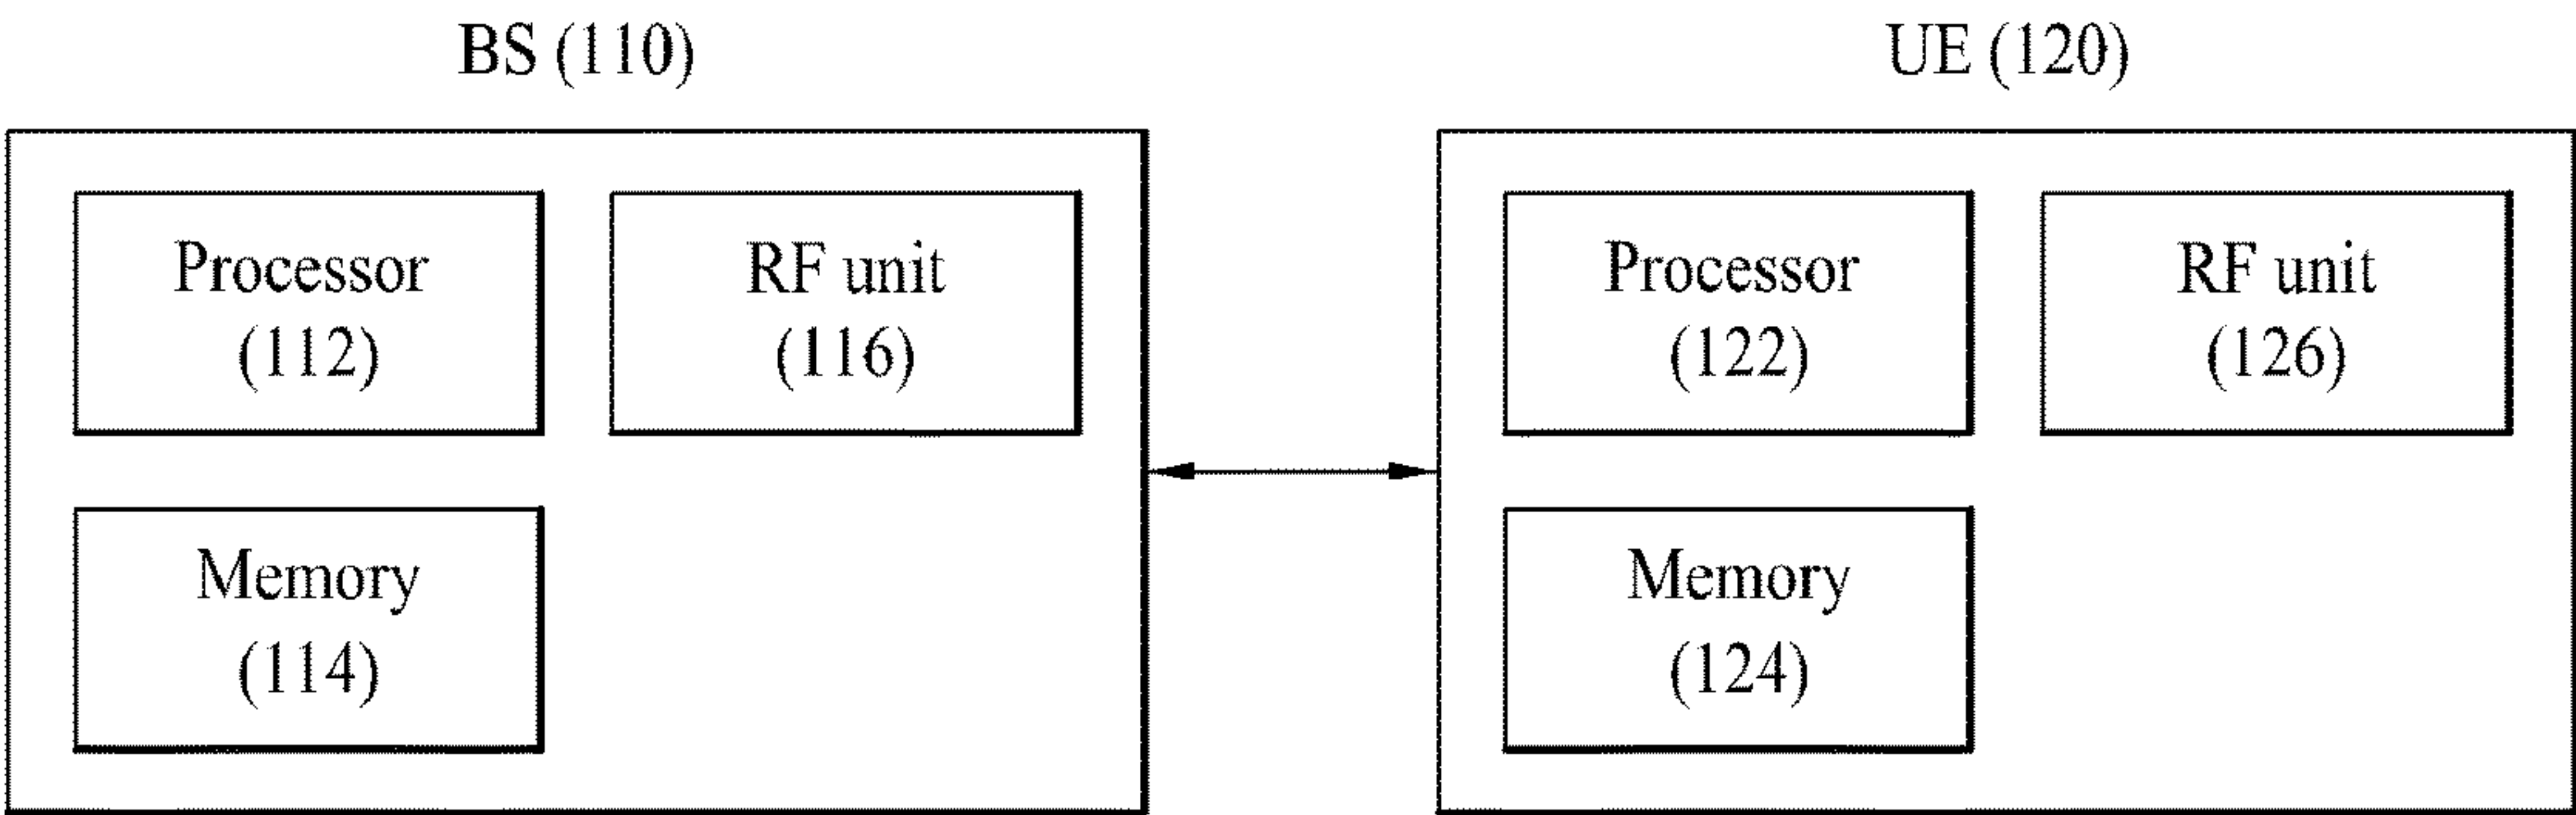 BS (110)
Processor
(112)
RF unit
(116)
Memory
(114)
UE (120)
Processor
(122)
RF unit
(126)
Memory
(124)